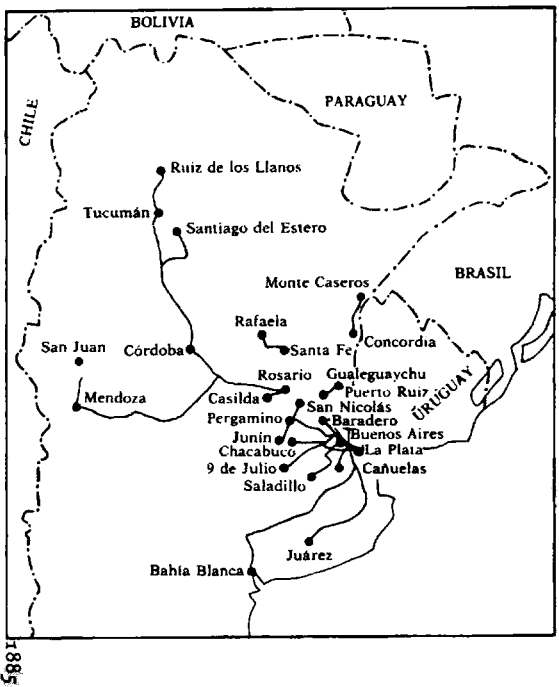 BOLIVIA
CHILE
PARAGUAY
Ruiz de los Llanos
Tucumán
Santiago del Estero
BRASIL
Monte Caseros
Rafaela
Concordia
San Juan
Córdoba
Santa Fe
Rosario
Gualeguaychu
Puerto Ruiz
URUGUAY
Casilda
San Nicolás
Mendoza
Pergamino
Baradero
Junín
Buenos Aires
Chacabuco
La Plata
9 de Julio
Cañuelas
Saladillo
Juárez
Bahía Blanca
1885